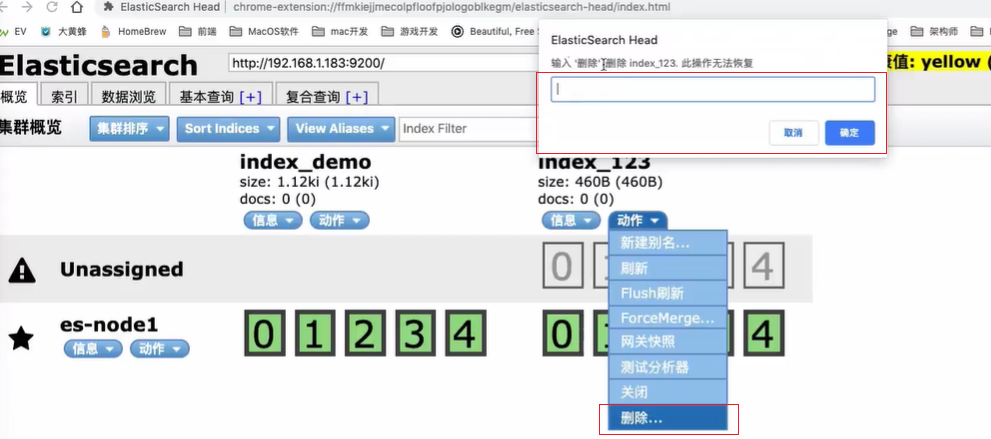 ElasticSearch Head | chrome-extension://ffmkiejjmecolpfloofpjologoblkegm/elasticsearch-head/index.html
EV 大黄蜂 HomeBrew 前端 MacOS软件 mac开发 游戏开发 Beautiful, Free 架构师
ElasticSearch Head
输入 '删除' 删除 index_123. 此操作无法恢复
取消 确定
Elasticsearch http://192.168.1.183:9200/ 康值: yellow (
概览 索引 数据浏览 基本查询 [+] 复合查询 [+]
集群概览 集群排序 Sort Indices View Aliases Index Filter
index_demo index_123
size: 1.12ki (1.12ki) size: 460B (460B)
docs: 0 (0) docs: 0 (0)
信息 动作 信息 动作
新建别名...
刷新
Flush刷新
ForceMerge...
网关快照
测试分析器
关闭
删除...
Unassigned 0 1 4
es-node1 0 1 2 3 4 0 1 4
信息 动作